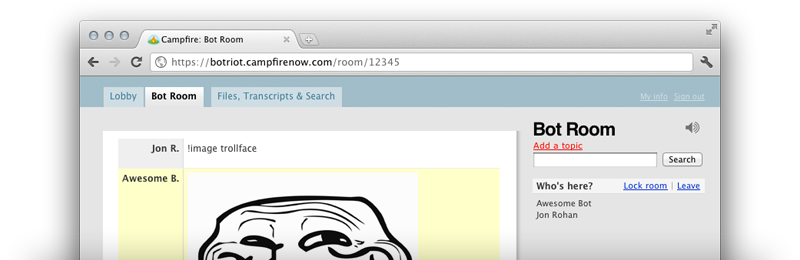 Campfire: Bot Room
https://botriot.campfirenow.com/room/12345
Lobby Bot Room Files, Transcripts & Search My info Sign out
Bot Room
Add a topic
Search
Jon R. !image trollface
Awesome B.
Who's here? Lock room | Leave
Awesome Bot
Jon Rohan